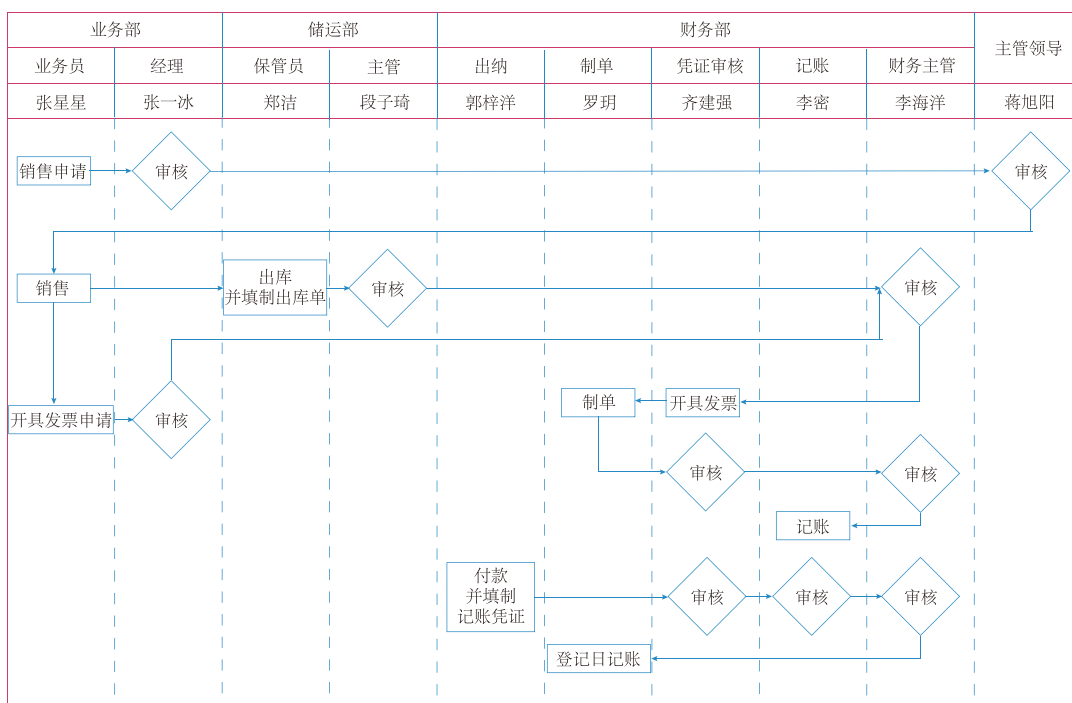 业务部
储运部
财务部
主管领导
业务员
经理
保管员
主管
出纳
制单
凭证审核
记账
财务主管
张星星
张一冰
郑洁
段子琦
郭梓洋
罗玥
齐建强
李密
李海洋
蒋旭阳
销售申请
审核
审核
销售
出库
并填制出库单
审核
审核
开具发票申请
审核
制单
开具发票
审核
审核
记账
付款
并填制
记账凭证
审核
审核
审核
登记日记账